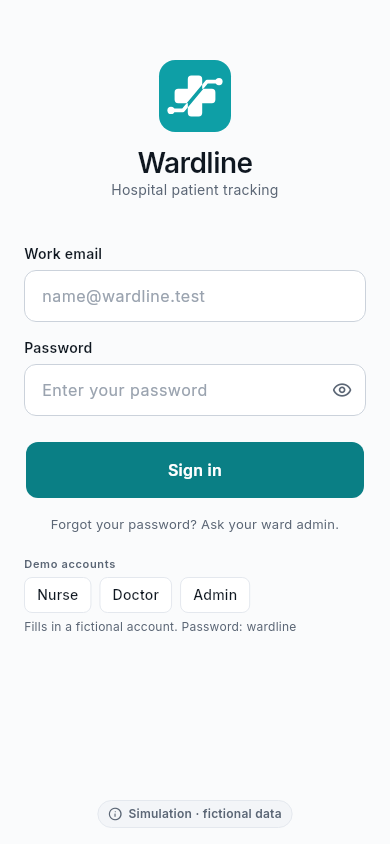 Wardline
Hospital patient tracking
Work email
name@wardline.test
Password
Enter your password
Sign in
Forgot your password? Ask your ward admin.
Demo accounts
Nurse Doctor Admin
Fills in a fictional account. Password: wardline
Simulation · fictional data